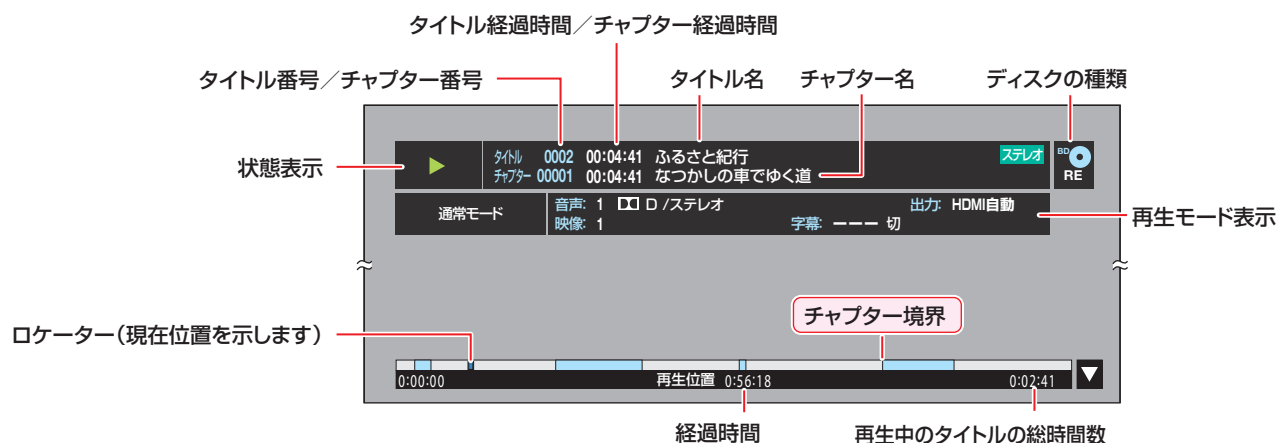 タイトル経過時間／チャプター経過時間
タイトル番号／チャプター番号
タイトル名
チャプター名
ディスクの種類
状態表示
タイトル 0002 00:04:41 ふるさと紀行
ステレオ
チャプター 00001 00:04:41 なつかしの車でゆく道
BD
RE
通常モード
音声: 1 DD D /ステレオ
出力: HDMI自動
映像: 1
字幕: ーーー 切
再生モード表示
チャプター境界
ロケーター（現在位置を示します）
0:00:00
再生位置 0:56:18
0:02:41
経過時間
再生中のタイトルの総時間数